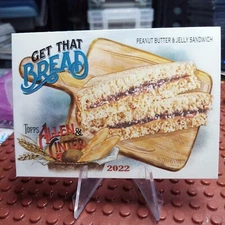 GET THAT
BREAD
PEANUT BUTTER & JELLY SANDWICH
TOPPS
ALLEN &
GINTER
2022